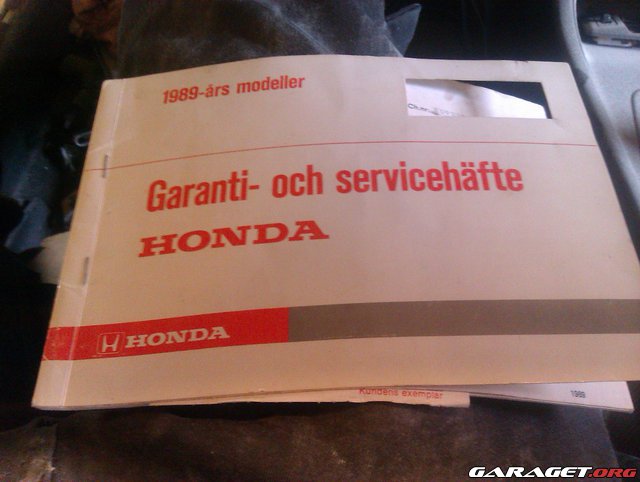 1989-års modeller
Garanti- och servicehäfte
HONDA
HONDA
Kundens exemplar
1989
GARAGET.ORG